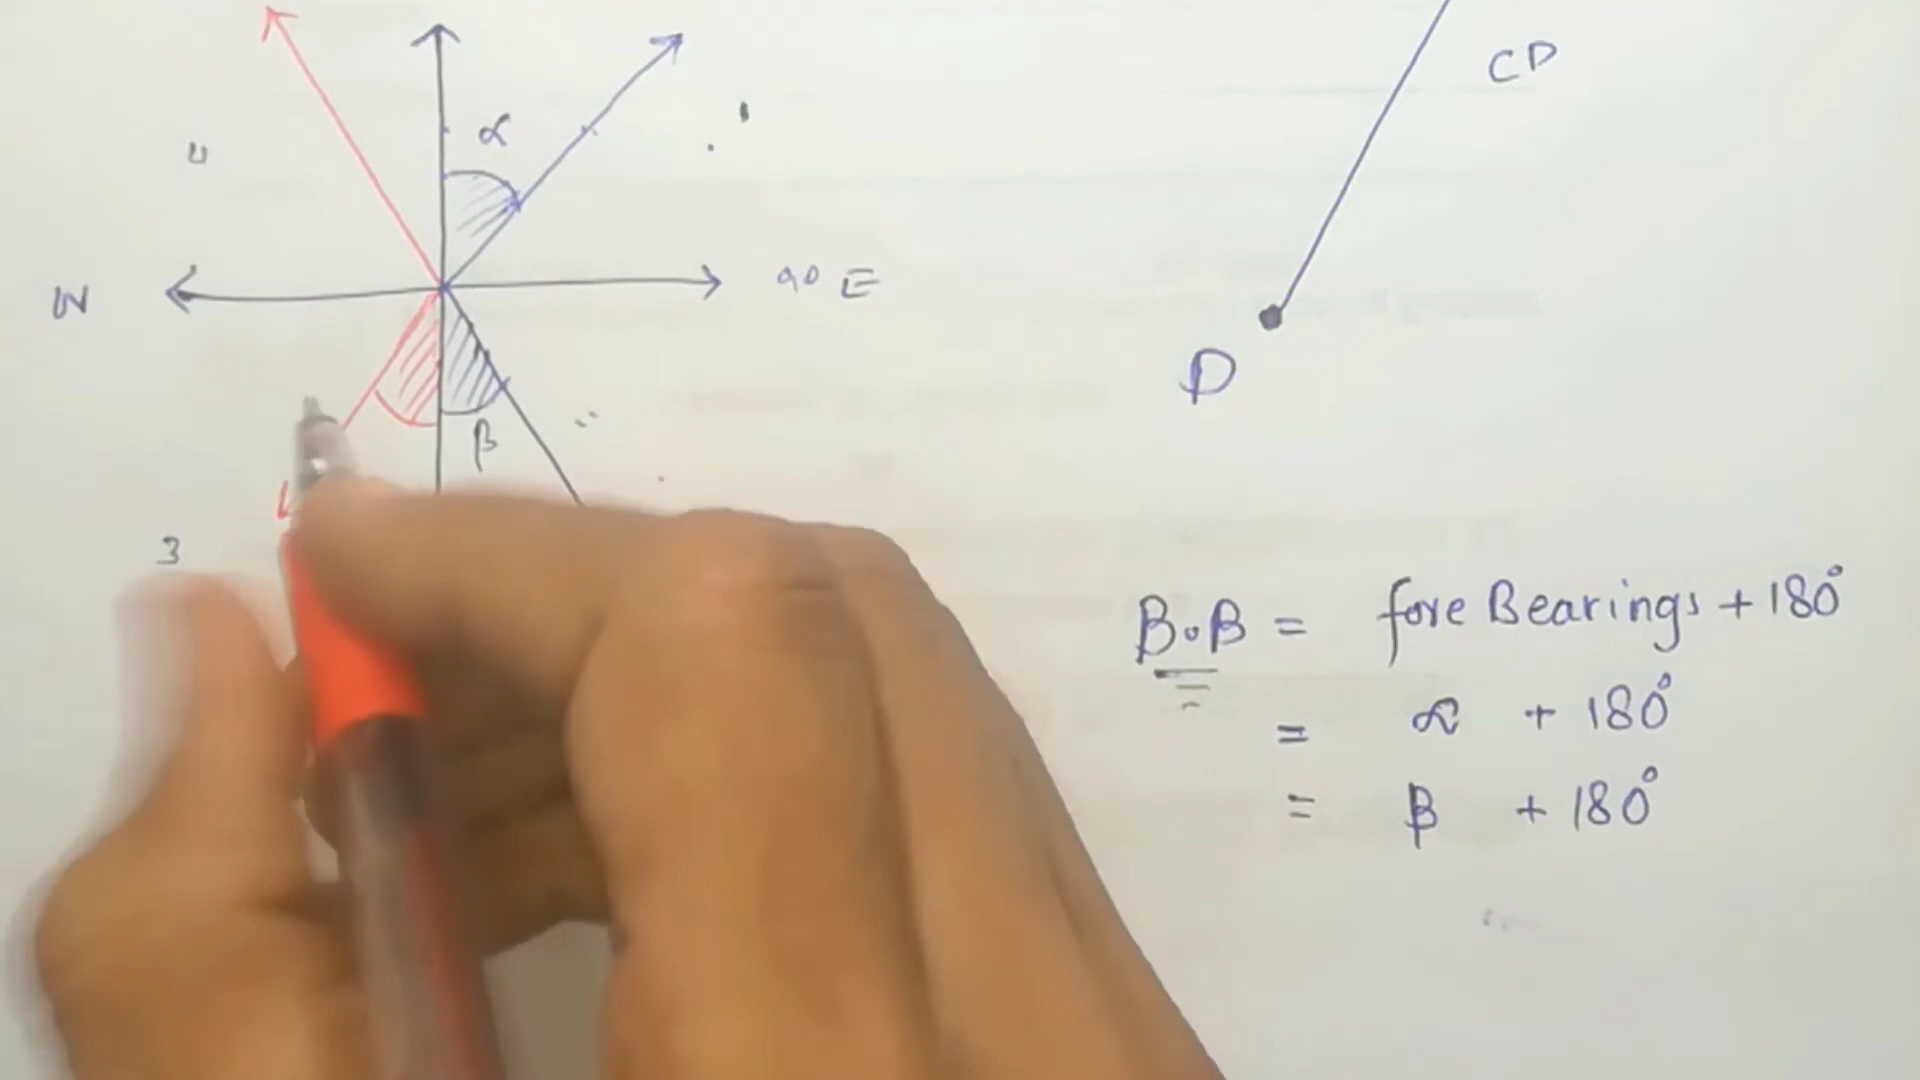 CD
α
90 E
W
D
β
3
B.B = fore Bearings + 180°
= α + 180°
= β + 180°